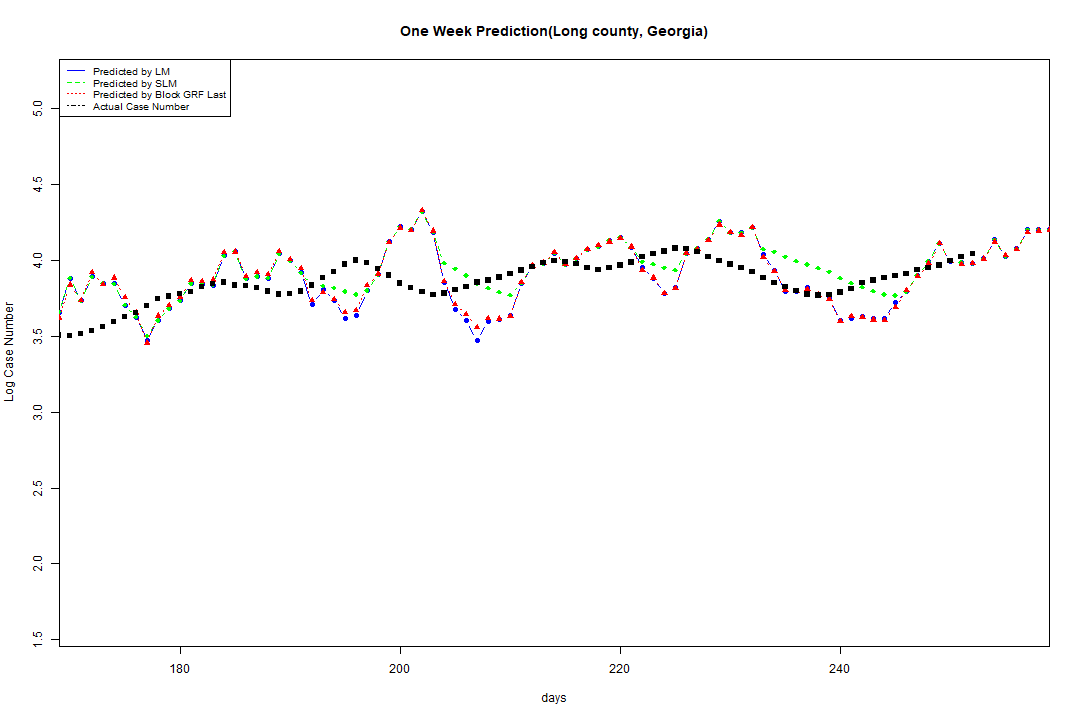 One Week Prediction(Long county, Georgia)
Predicted by LM
Predicted by SLM
Predicted by Block GRF Last
Actual Case Number
5.0
4.5
4.0
3.5
3.0
2.5
2.0
1.5
Log Case Number
180
200
220
240
days